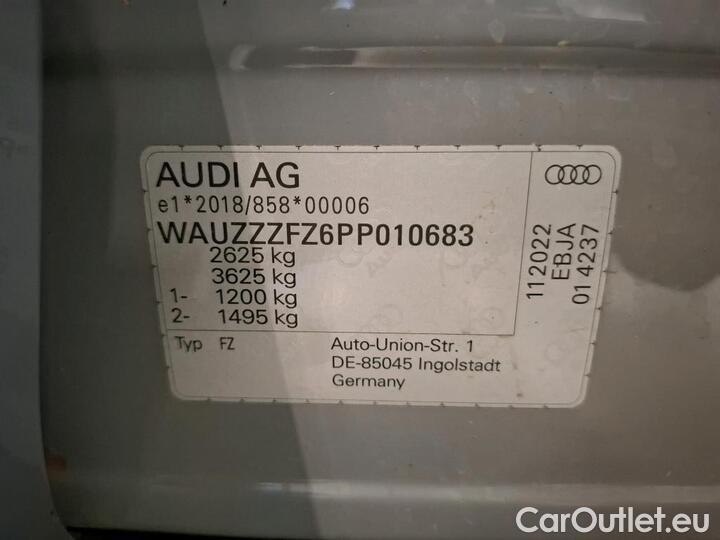 AUDI AG
e1*2018/858*00006
WAUZZZFZ6PP010683
2625 kg
3625 kg
1- 1200 kg
2- 1495 kg
Typ FZ
Auto-Union-Str. 1
DE-85045 Ingolstadt
Germany
112022
EBJA
014237
CarOutlet.eu